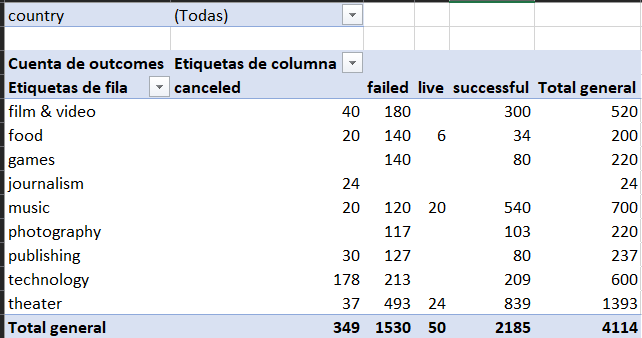 country (Todas)
Cuenta de outcomes Etiquetas de columna
Etiquetas de fila canceled failed live successful Total general
film & video 40 180 300 520
food 20 140 6 34 200
games 140 80 220
journalism 24 24
music 20 120 20 540 700
photography 117 103 220
publishing 30 127 80 237
technology 178 213 209 600
theater 37 493 24 839 1393
Total general 349 1530 50 2185 4114